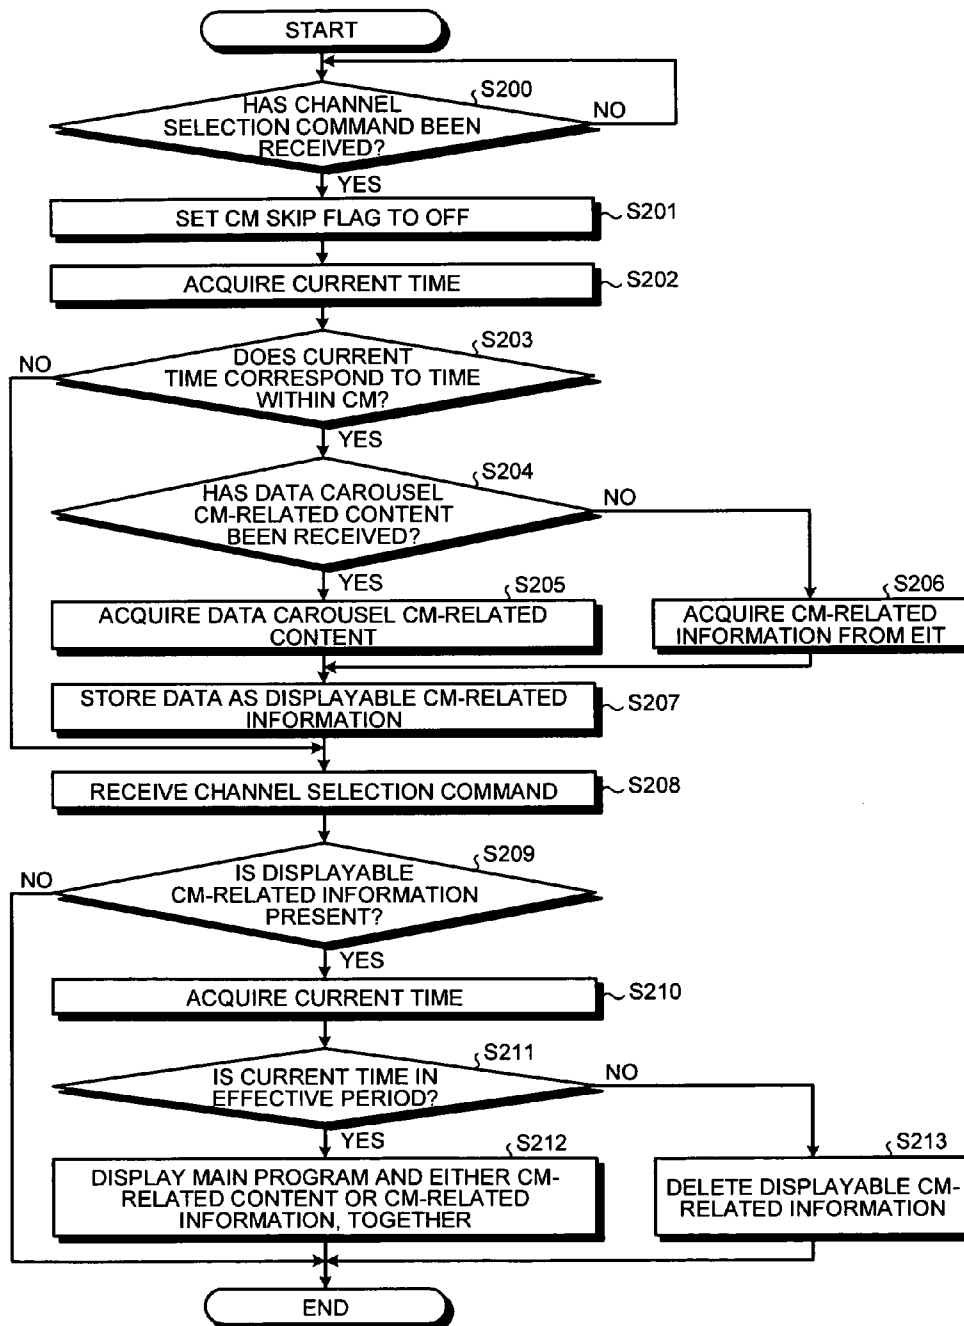 START
S200
HAS CHANNEL
SELECTION COMMAND BEEN
RECEIVED?
NO
YES
SET CM SKIP FLAG TO OFF
S201
ACQUIRE CURRENT TIME
S202
S203
NO
DOES CURRENT
TIME CORRESPOND TO TIME
WITHIN CM?
YES
S204
HAS DATA CAROUSEL
CM-RELATED CONTENT
BEEN RECEIVED?
NO
YES
S205
ACQUIRE DATA CAROUSEL CM-RELATED
CONTENT
S206
ACQUIRE CM-RELATED
INFORMATION FROM EIT
STORE DATA AS DISPLAYABLE CM-RELATED
INFORMATION
S207
RECEIVE CHANNEL SELECTION COMMAND
S208
S209
NO
IS DISPLAYABLE
CM-RELATED INFORMATION
PRESENT?
YES
ACQUIRE CURRENT TIME
S210
S211
IS CURRENT TIME IN
EFFECTIVE PERIOD?
NO
YES
S212
DISPLAY MAIN PROGRAM AND EITHER CM-
RELATED CONTENT OR CM-RELATED
INFORMATION, TOGETHER
S213
DELETE DISPLAYABLE CM-
RELATED INFORMATION
END